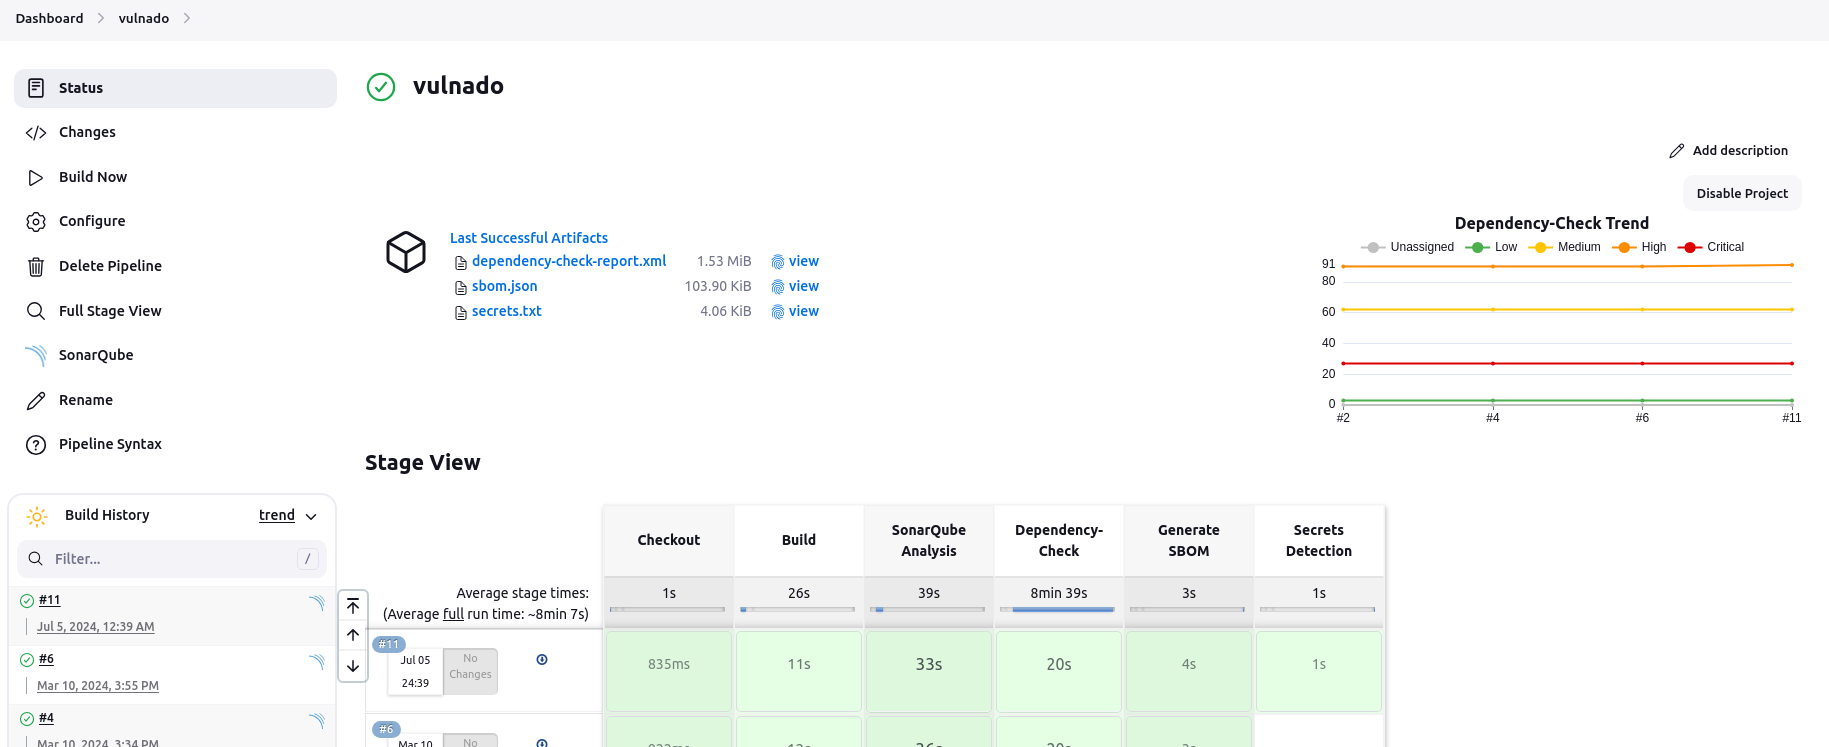 Dashboard > vulnado >
Status
Changes
Build Now
Configure
Delete Pipeline
Full Stage View
SonarQube
Rename
Pipeline Syntax
Build History trend
Filter... /
#11
Jul 5, 2024, 12:39 AM
#6
Mar 10, 2024, 3:55 PM
#4
Mar 10, 2024, 3:34 PM
vulnado
Add description
Disable Project
Last Successful Artifacts
dependency-check-report.xml 1.53 MiB view
sbom.json 103.90 KiB view
secrets.txt 4.06 KiB view
Dependency-Check Trend
Unassigned Low Medium High Critical
91
80
60
40
20
0
#2 #4 #6 #11
Stage View
Checkout Build SonarQube Analysis Dependency-Check Generate SBOM Secrets Detection
Average stage times: 1s 26s 39s 8min 39s 3s 1s
(Average full run time: ~8min 7s)
#11
Jul 05 No
24:39 Changes
835ms 11s 33s 20s 4s 1s
#6
Mar 10 No